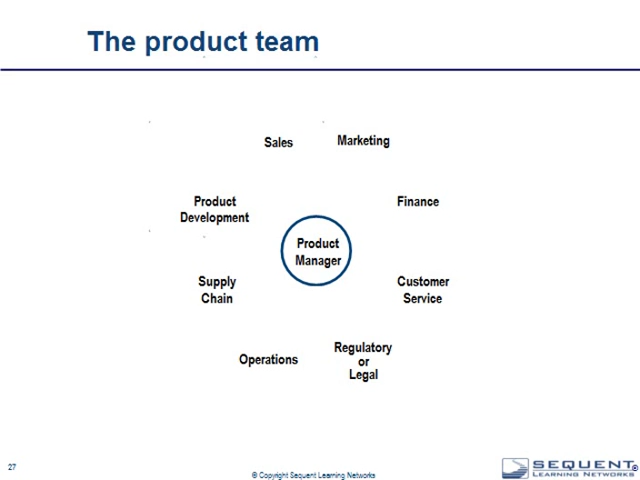 The product team
Sales
Marketing
Product
Development
Finance
Product
Manager
Supply
Chain
Customer
Service
Operations
Regulatory
or
Legal
27
© Copyright Sequent Learning Networks
SEQUENT®
LEARNING NETWORKS